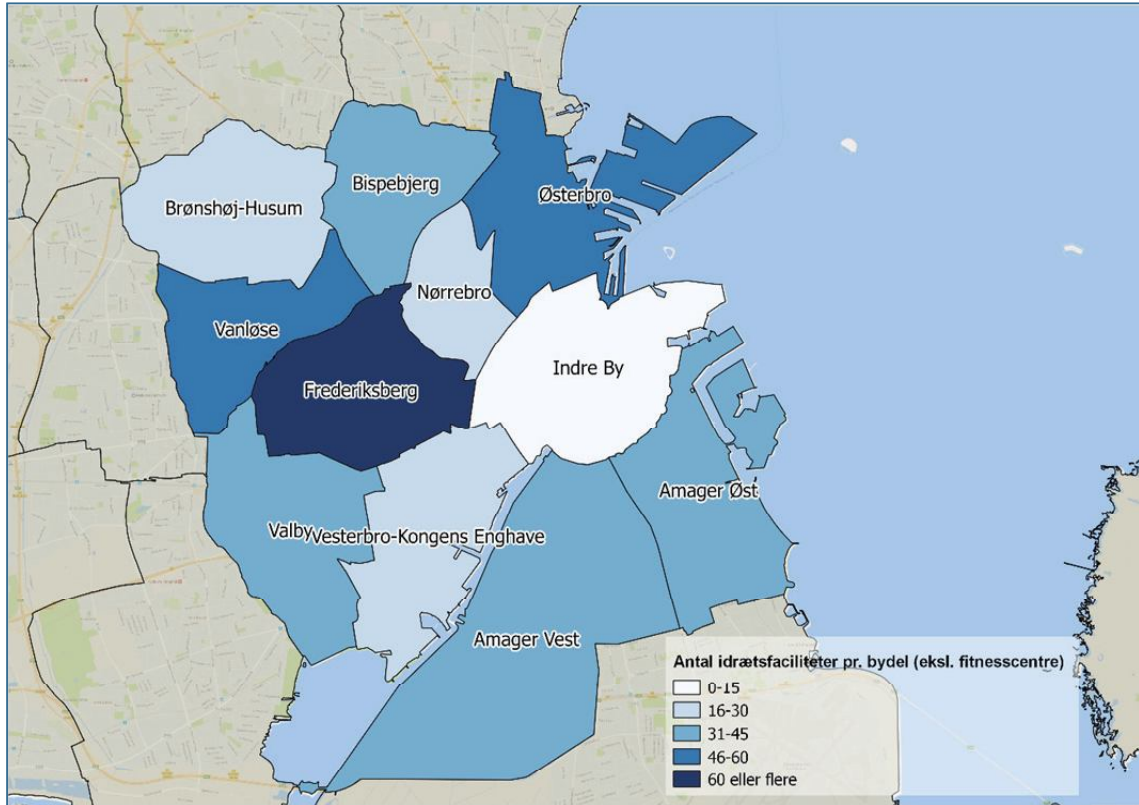 Bispebjerg
Brønshøj-Husum
Østerbro
Nørrebro
Vanløse
Indre By
Frederiksberg
Amager Øst
Valby
Vesterbro-Kongens Enghave
Amager Vest
Antal idrætsfaciliteter pr. bydel (eksl. fitnesscentre)
0-15
16-30
31-45
46-60
60 eller flere